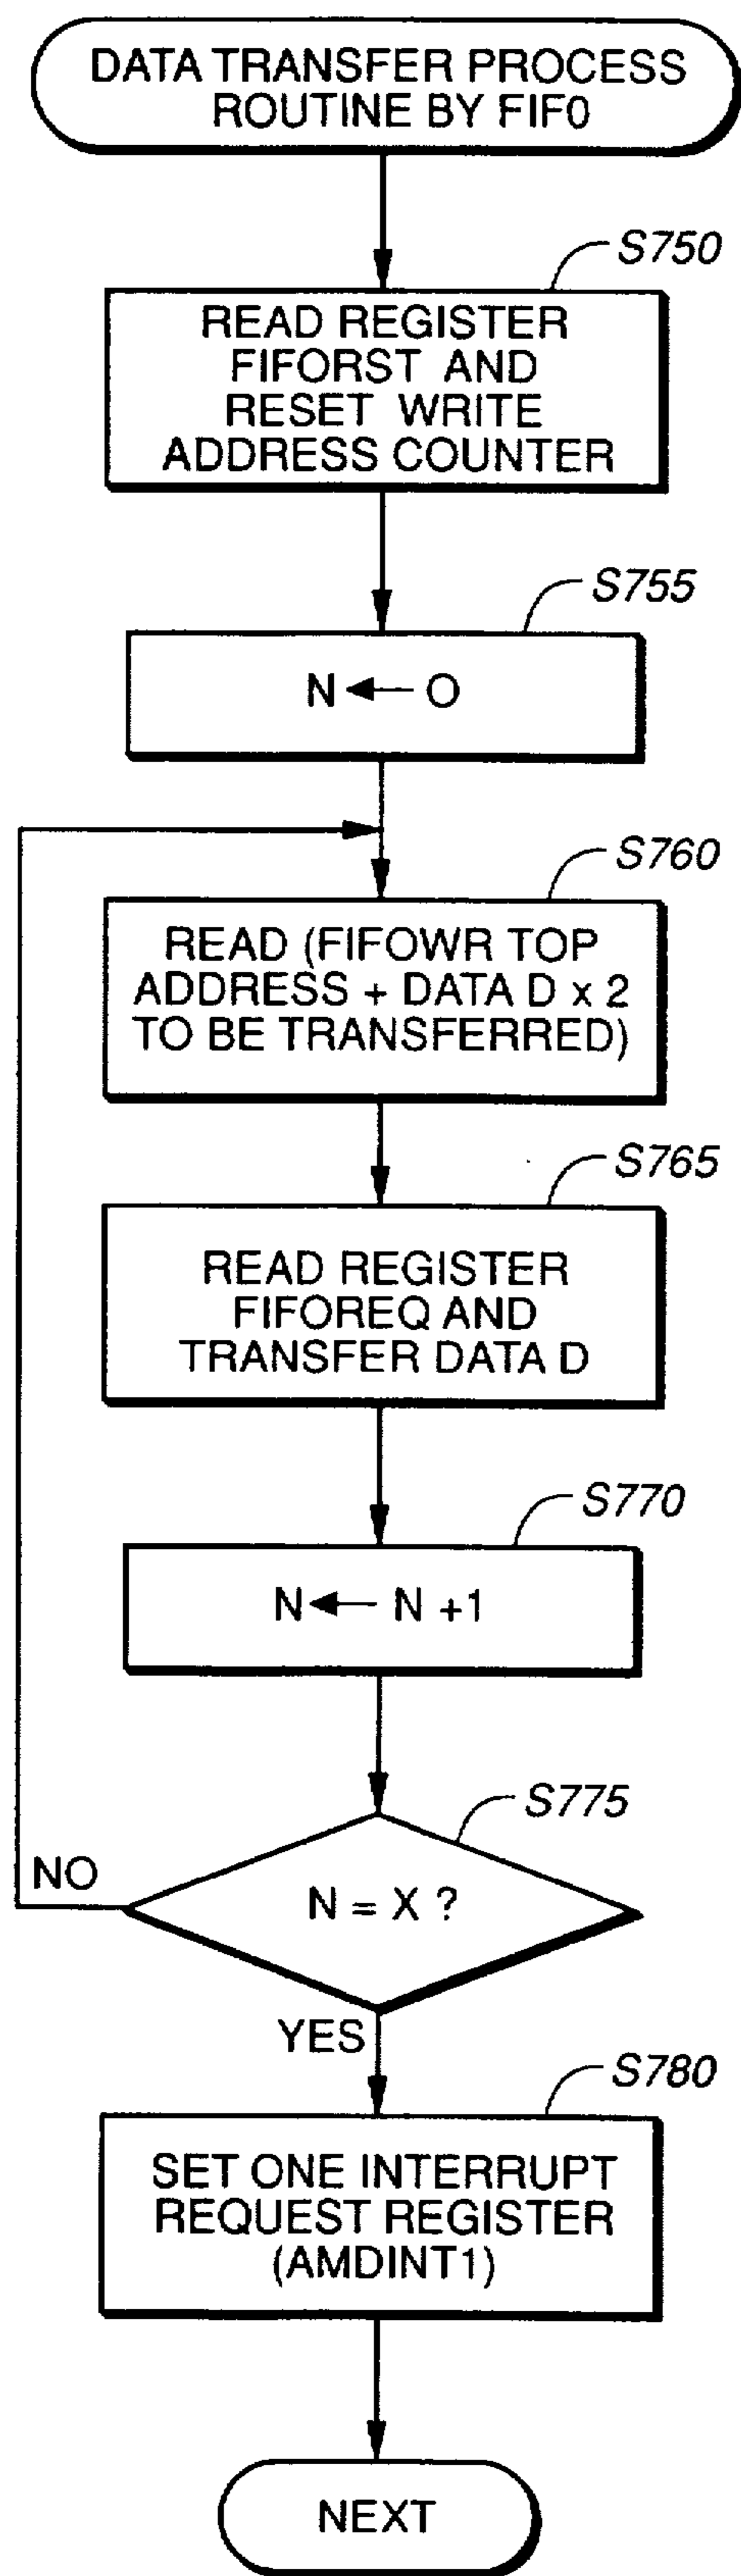 DATA TRANSFER PROCESS
ROUTINE BY FIFO
S750
READ REGISTER
FIFORST AND
RESET WRITE
ADDRESS COUNTER
S755
N ← O
S760
READ (FIFOWR TOP
ADDRESS + DATA D x 2
TO BE TRANSFERRED)
S765
READ REGISTER
FIFOREQ AND
TRANSFER DATA D
S770
N ← N +1
S775
N = X ?
NO
YES
S780
SET ONE INTERRUPT
REQUEST REGISTER
(AMDINT1)
NEXT